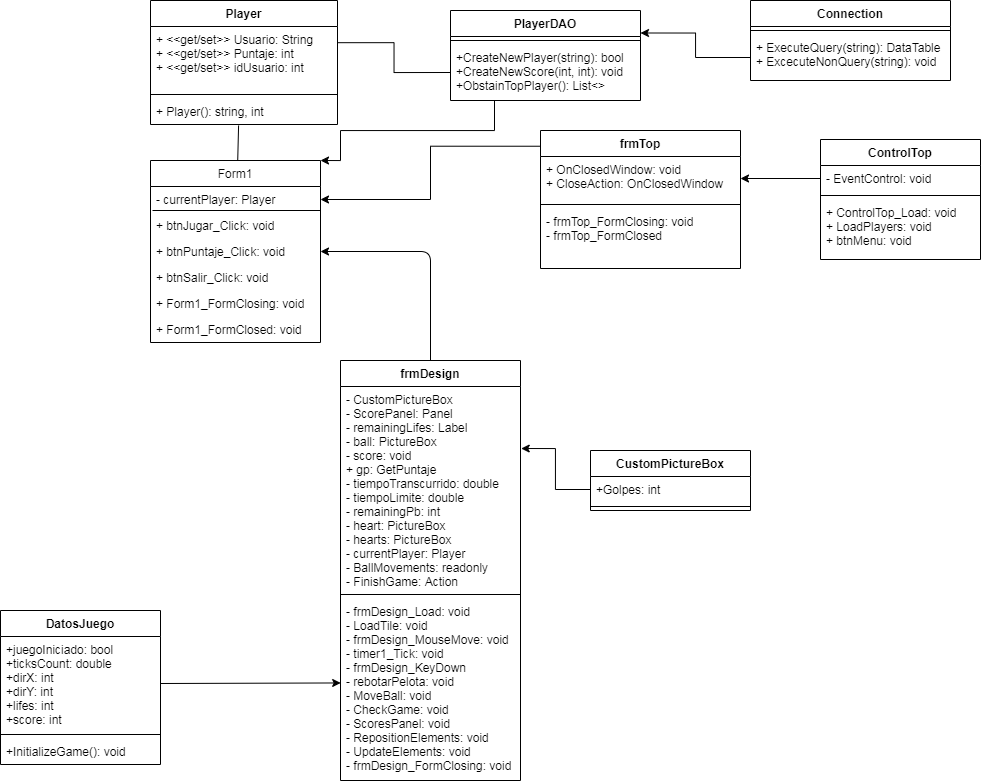 Player
+ <<get/set>> Usuario: String
+ <<get/set>> Puntaje: int
+ <<get/set>> idUsuario: int
+ Player(): string, int
PlayerDAO
+CreateNewPlayer(string): bool
+CreateNewScore(int, int): void
+ObstainTopPlayer(): List<>
Connection
+ ExecuteQuery(string): DataTable
+ ExcecuteNonQuery(string): void
Form1
- currentPlayer: Player
+ btnJugar_Click: void
+ btnPuntaje_Click: void
+ btnSalir_Click: void
+ Form1_FormClosing: void
+ Form1_FormClosed: void
frmTop
+ OnClosedWindow: void
+ CloseAction: OnClosedWindow
- frmTop_FormClosing: void
- frmTop_FormClosed
ControlTop
- EventControl: void
+ ControlTop_Load: void
+ LoadPlayers: void
+ btnMenu: void
frmDesign
- CustomPictureBox
- ScorePanel: Panel
- remainingLifes: Label
- ball: PictureBox
- score: void
+ gp: GetPuntaje
- tiempoTranscurrido: double
- tiempoLimite: double
- remainingPb: int
- heart: PictureBox
- hearts: PictureBox
- currentPlayer: Player
- BallMovements: readonly
- FinishGame: Action
- frmDesign_Load: void
- LoadTile: void
- frmDesign_MouseMove: void
- timer1_Tick: void
- frmDesign_KeyDown
- rebotarPelota: void
- MoveBall: void
- CheckGame: void
- ScoresPanel: void
- RepositionElements: void
- UpdateElements: void
- frmDesign_FormClosing: void
CustomPictureBox
+Golpes: int
DatosJuego
+juegoIniciado: bool
+ticksCount: double
+dirX: int
+dirY: int
+lifes: int
+score: int
+InitializeGame(): void